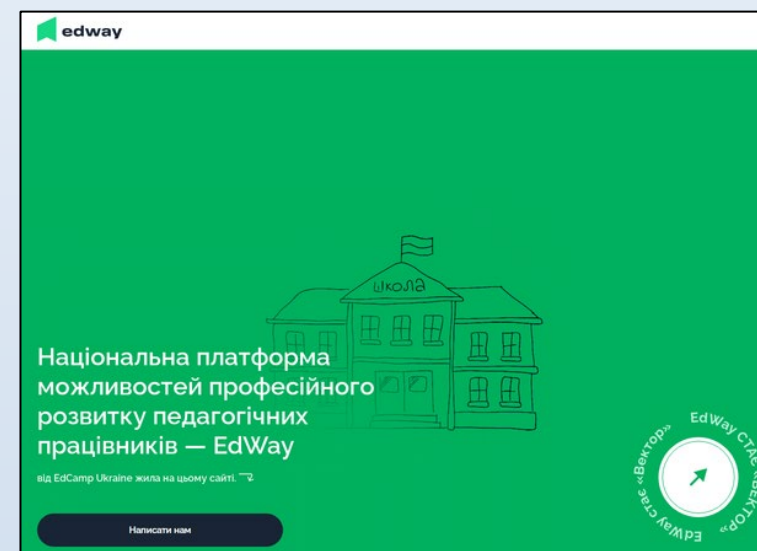 edway
школа
Національна платформа
можливостей професійного
розвитку педагогічних
працівників — EdWay
від EdCamp Ukraine жила на цьому сайті.
Написати нам
EdWay СТАЄ «ВЕКТОР»
EdWay стає «Вектор»